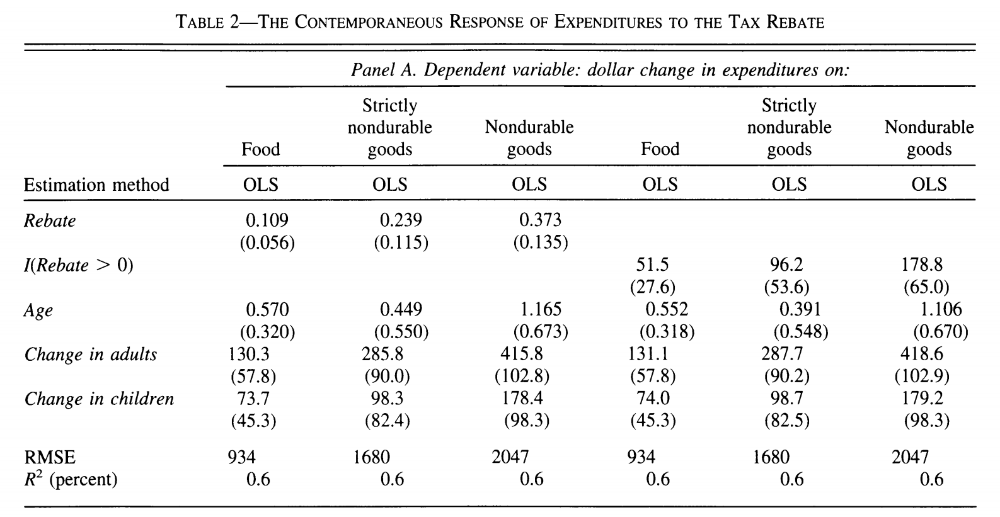 TABLE 2—THE CONTEMPORANEOUS RESPONSE OF EXPENDITURES TO THE TAX REBATE
Panel A. Dependent variable: dollar change in expenditures on:
Strictly Strictly
nondurable Nondurable nondurable Nondurable
Food goods goods Food goods goods
Estimation method OLS OLS OLS OLS OLS OLS
Rebate 0.109 0.239 0.373
(0.056) (0.115) (0.135)
I(Rebate > 0) 51.5 96.2 178.8
(27.6) (53.6) (65.0)
Age 0.570 0.449 1.165 0.552 0.391 1.106
(0.320) (0.550) (0.673) (0.318) (0.548) (0.670)
Change in adults 130.3 285.8 415.8 131.1 287.7 418.6
(57.8) (90.0) (102.8) (57.8) (90.2) (102.9)
Change in children 73.7 98.3 178.4 74.0 98.7 179.2
(45.3) (82.4) (98.3) (45.3) (82.5) (98.3)
RMSE 934 1680 2047 934 1680 2047
R² (percent) 0.6 0.6 0.6 0.6 0.6 0.6